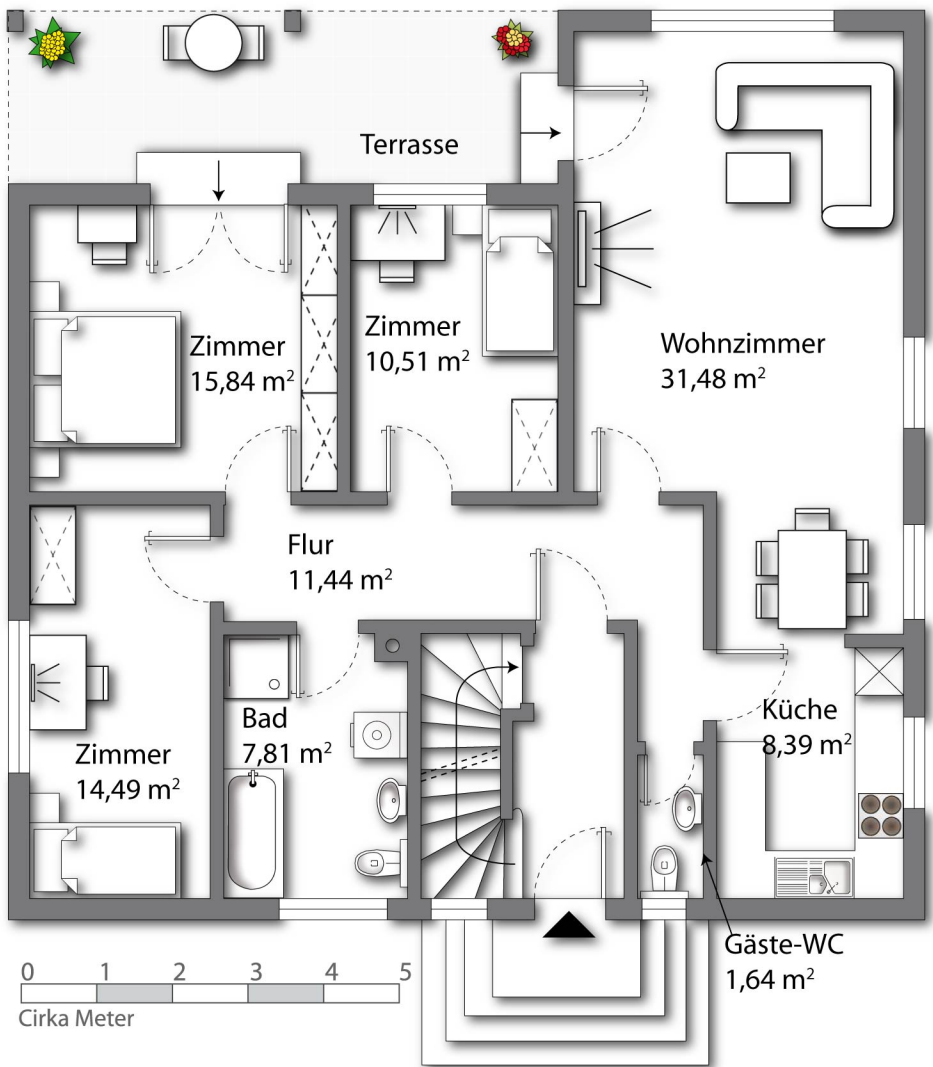 Terrasse
Zimmer
15,84 m²
Zimmer
10,51 m²
Wohnzimmer
31,48 m²
Flur
11,44 m²
Bad
7,81 m²
Küche
8,39 m²
Zimmer
14,49 m²
Gäste-WC
1,64 m²
0 1 2 3 4 5
Cirka Meter